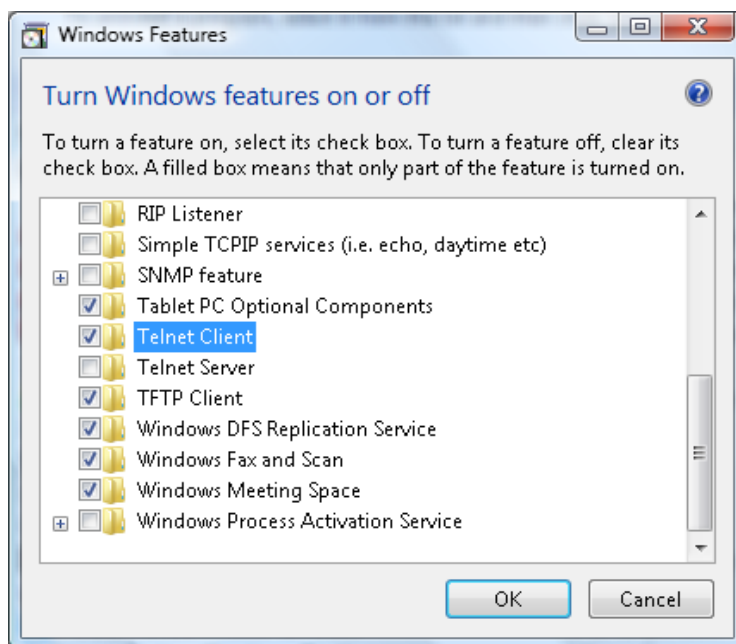 Windows Features
Turn Windows features on or off
To turn a feature on, select its check box. To turn a feature off, clear its
check box. A filled box means that only part of the feature is turned on.
RIP Listener
Simple TCPIP services (i.e. echo, daytime etc)
SNMP feature
Tablet PC Optional Components
Telnet Client
Telnet Server
TFTP Client
Windows DFS Replication Service
Windows Fax and Scan
Windows Meeting Space
Windows Process Activation Service
OK
Cancel